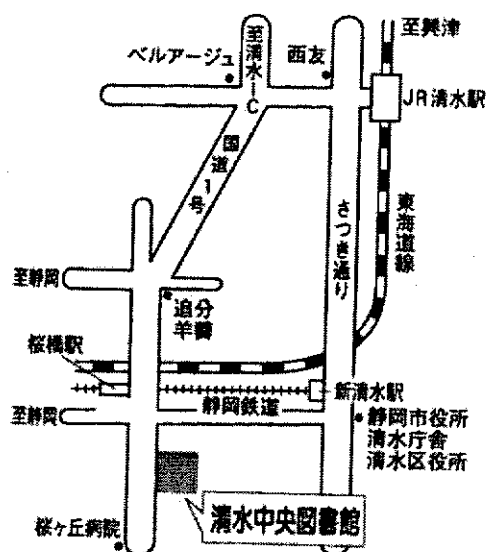 至興津
ベルアージュ
至清水IC
西友
JR清水駅
国道1号
さつき通り
東海道線
至静岡
追分
羊羹
桜橋駅
静岡鉄道
新清水駅
至静岡
静岡市役所
清水庁舎
清水区役所
清水中央図書館
桜ヶ丘病院